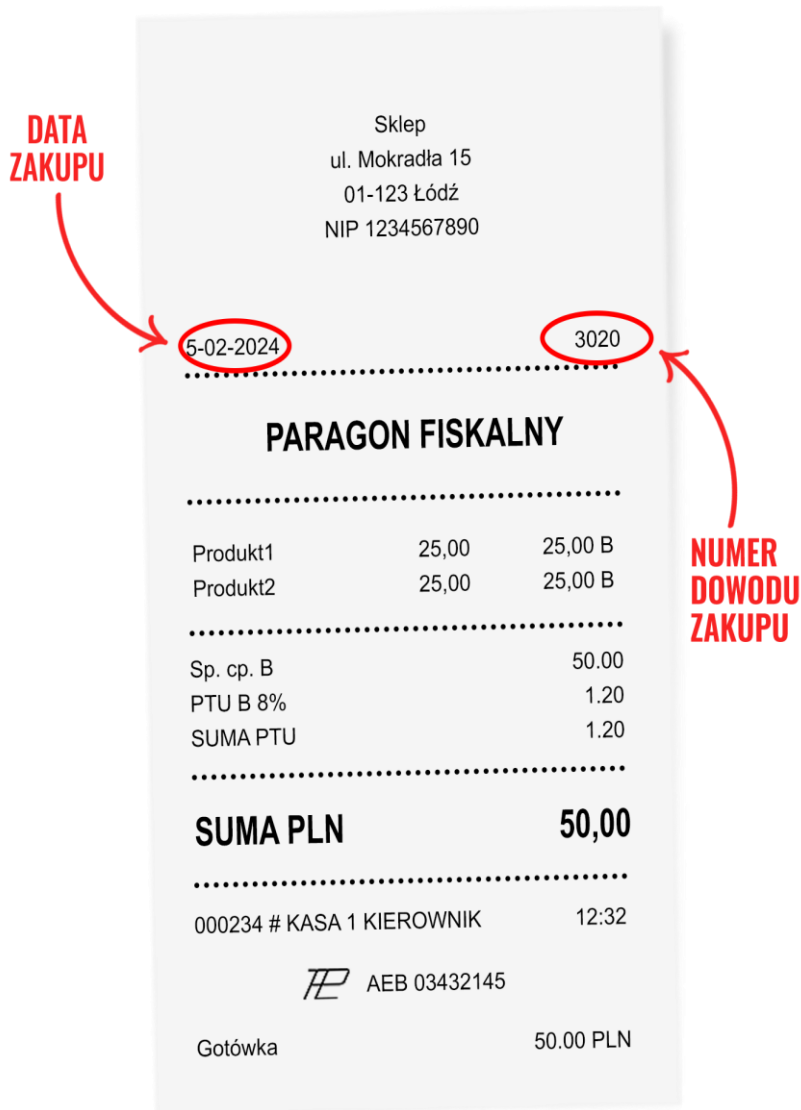 DATA
ZAKUPU
Sklep
ul. Mokradła 15
01-123 Łódź
NIP 1234567890
5-02-2024 3020
PARAGON FISKALNY
Produkt1 25,00 25,00 B
Produkt2 25,00 25,00 B
NUMER
DOWODU
ZAKUPU
Sp. cp. B 50.00
PTU B 8% 1.20
SUMA PTU 1.20
SUMA PLN 50,00
000234 # KASA 1 KIEROWNIK 12:32
AEB 03432145
Gotówka 50.00 PLN